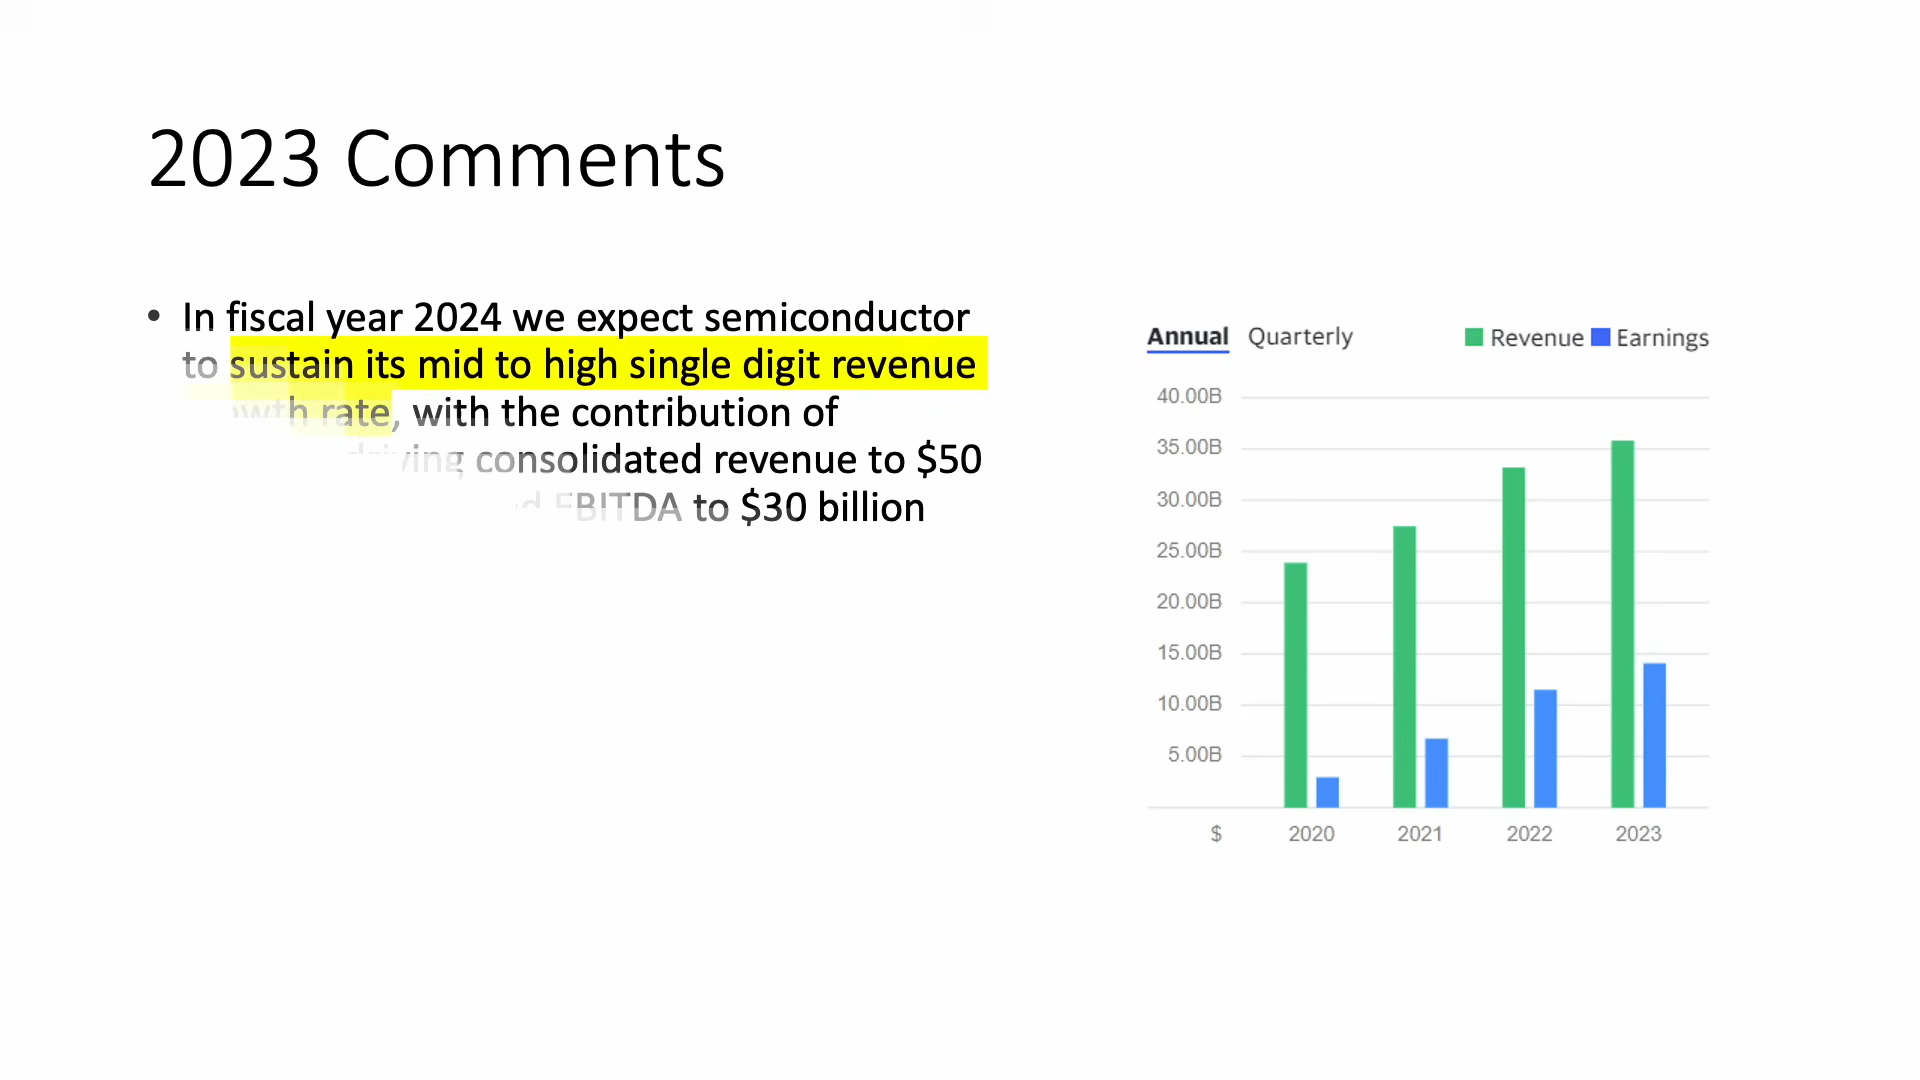 2023 Comments
• In fiscal year 2024 we expect semiconductor
to sustain its mid to high single digit revenue
rate, with the contribution of
consolidated revenue to $50
EBITDA to $30 billion
Annual Quarterly Revenue Earnings
40.00B
35.00B
30.00B
25.00B
20.00B
15.00B
10.00B
5.00B
$ 2020 2021 2022 2023